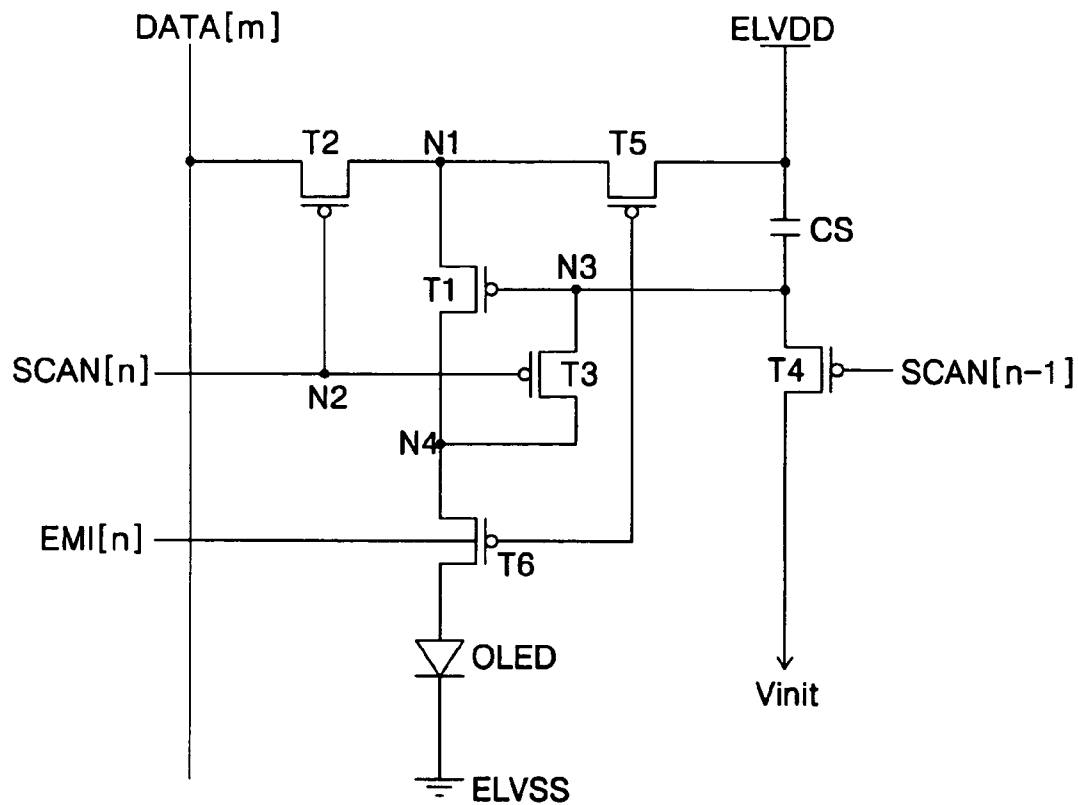 DATA[m]
ELVDD
T2
N1
T5
CS
T1
N3
SCAN[n]
N2
T3
T4
SCAN[n-1]
N4
EMI[n]
T6
OLED
Vinit
ELVSS